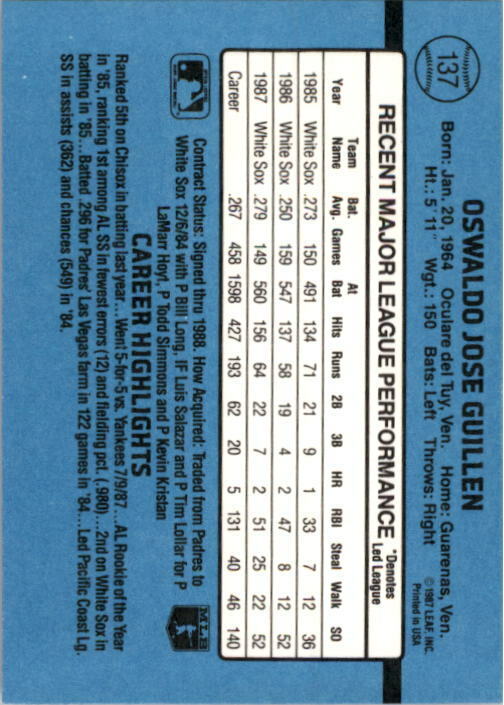 137
OSWALDO JOSE GUILLEN
Born: Jan. 20, 1964 Oculare del Tuy, Ven. Home: Guarenas, Ven.
Ht.: 5' 11" Wgt.: 150 Bats: Left Throws: Right
© 1987 LEAF, INC.
Printed in USA
RECENT MAJOR LEAGUE PERFORMANCE
*Denotes
Led League
Year Team Name Bat. Avg. Games At Bat Hits Runs 2B 3B HR RBI Steal Walk SO
1985 White Sox .273 150 491 134 71 21 9 1 33 7 12 36
1986 White Sox .250 159 547 137 58 19 4 2 47 8 12 52
1987 White Sox .279 149 560 156 64 22 7 2 51 25 22 52
Career .267 458 1598 427 193 62 20 5 131 40 46 140
Contract Status: Signed thru 1988. How Acquired: Traded from Padres to
White Sox 12/6/84 with P Bill Long, IF Luis Salazar and P Tim Lollar for P
LaMarr Hoyt, P Todd Simmons and P Kevin Kristan
MLB
CAREER HIGHLIGHTS
Ranked 5th on Chisox in batting last year...Went 5-for-5 vs. Yankees 7/9/87...AL Rookie of the Year
in '85, ranking 1st among AL SS in fewest errors (12) and fielding pct. (.980)...2nd on White Sox in
batting in '85...Batted .296 for Padres' Las Vegas farm in 122 games in '84...Led Pacific Coast Lg.
SS in assists (362) and chances (549) in '84.